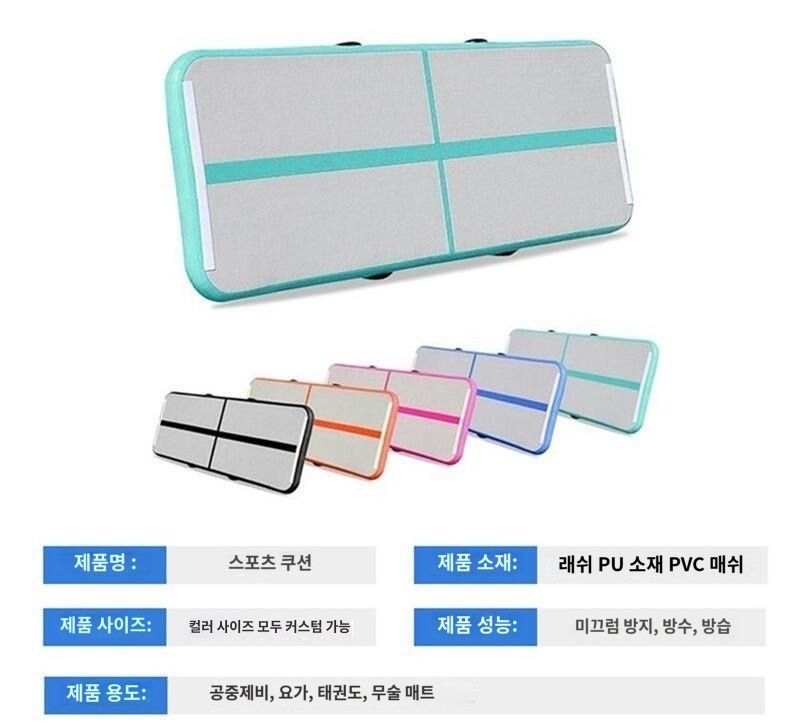 제품명 : 스포츠 쿠션
제품 소재: 래쉬 PU 소재 PVC 매쉬
제품 사이즈: 컬러 사이즈 모두 커스텀 가능
제품 성능: 미끄럼 방지, 방수, 방습
제품 용도: 공중제비, 요가, 태권도, 무술 매트